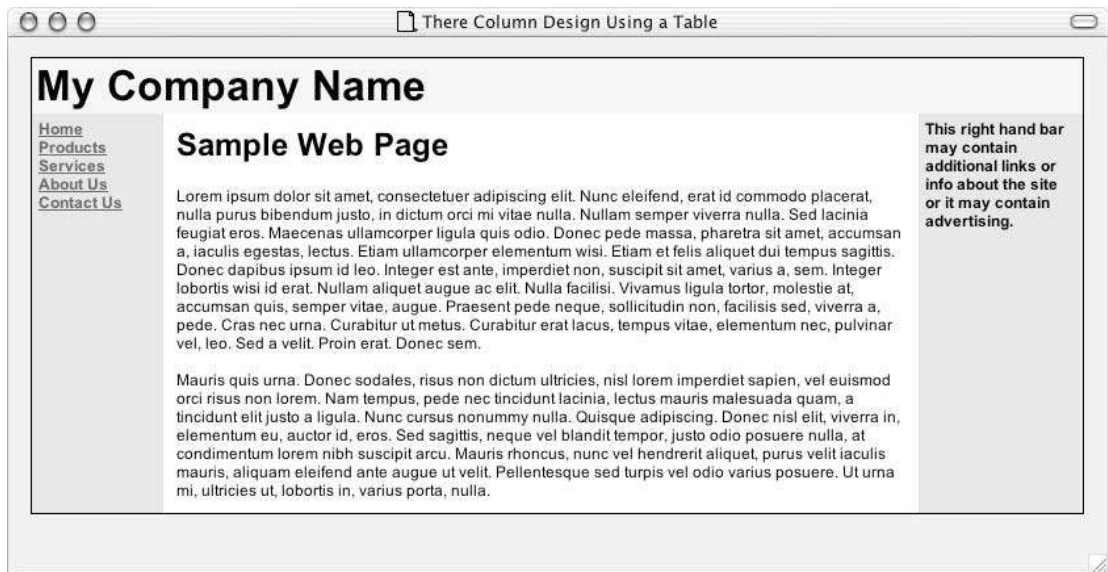 There Column Design Using a Table
My Company Name
Home
Products
Services
About Us
Contact Us
Sample Web Page
Lorem ipsum dolor sit amet, consectetuer adipiscing elit. Nunc eleifend, erat id commodo placerat,
nulla purus bibendum justo, in dictum orci mi vitae nulla. Nullam semper viverra nulla. Sed lacinia
feugiat eros. Maecenas ullamcorper ligula quis odio. Donec pede massa, pharetra sit amet, accumsan
a, iaculis egestas, lectus. Etiam ullamcorper elementum wisi. Etiam et felis aliquet dui tempus sagittis.
Donec dapibus ipsum id leo. Integer est ante, imperdiet non, suscipit sit amet, varius a, sem. Integer
lobortis wisi id erat. Nullam aliquet augue ac elit. Nulla facilisi. Vivamus ligula tortor, molestie at,
accumsan quis, semper vitae, augue. Praesent pede neque, sollicitudin non, facilisis sed, viverra a,
pede. Cras nec urna. Curabitur ut metus. Curabitur erat lacus, tempus vitae, elementum nec, pulvinar
vel, leo. Sed a velit. Proin erat. Donec sem.
Mauris quis urna. Donec sodales, risus non dictum ultricies, nisl lorem imperdiet sapien, vel euismod
orci risus non lorem. Nam tempus, pede nec tincidunt lacinia, lectus mauris malesuada quam, a
tincidunt elit justo a ligula. Nunc cursus nonummy nulla. Quisque adipiscing. Donec nisl elit, viverra in,
elementum eu, auctor id, eros. Sed sagittis, neque vel blandit tempor, justo odio posuere nulla, at
condimentum lorem nibh suscipit arcu. Mauris rhoncus, nunc vel hendrerit aliquet, purus velit iaculis
mauris, aliquam eleifend ante augue ut velit. Pellentesque sed turpis vel odio varius posuere. Ut urna
mi, ultricies ut, lobortis in, varius porta, nulla.
This right hand bar
may contain
additional links or
info about the site
or it may contain
advertising.